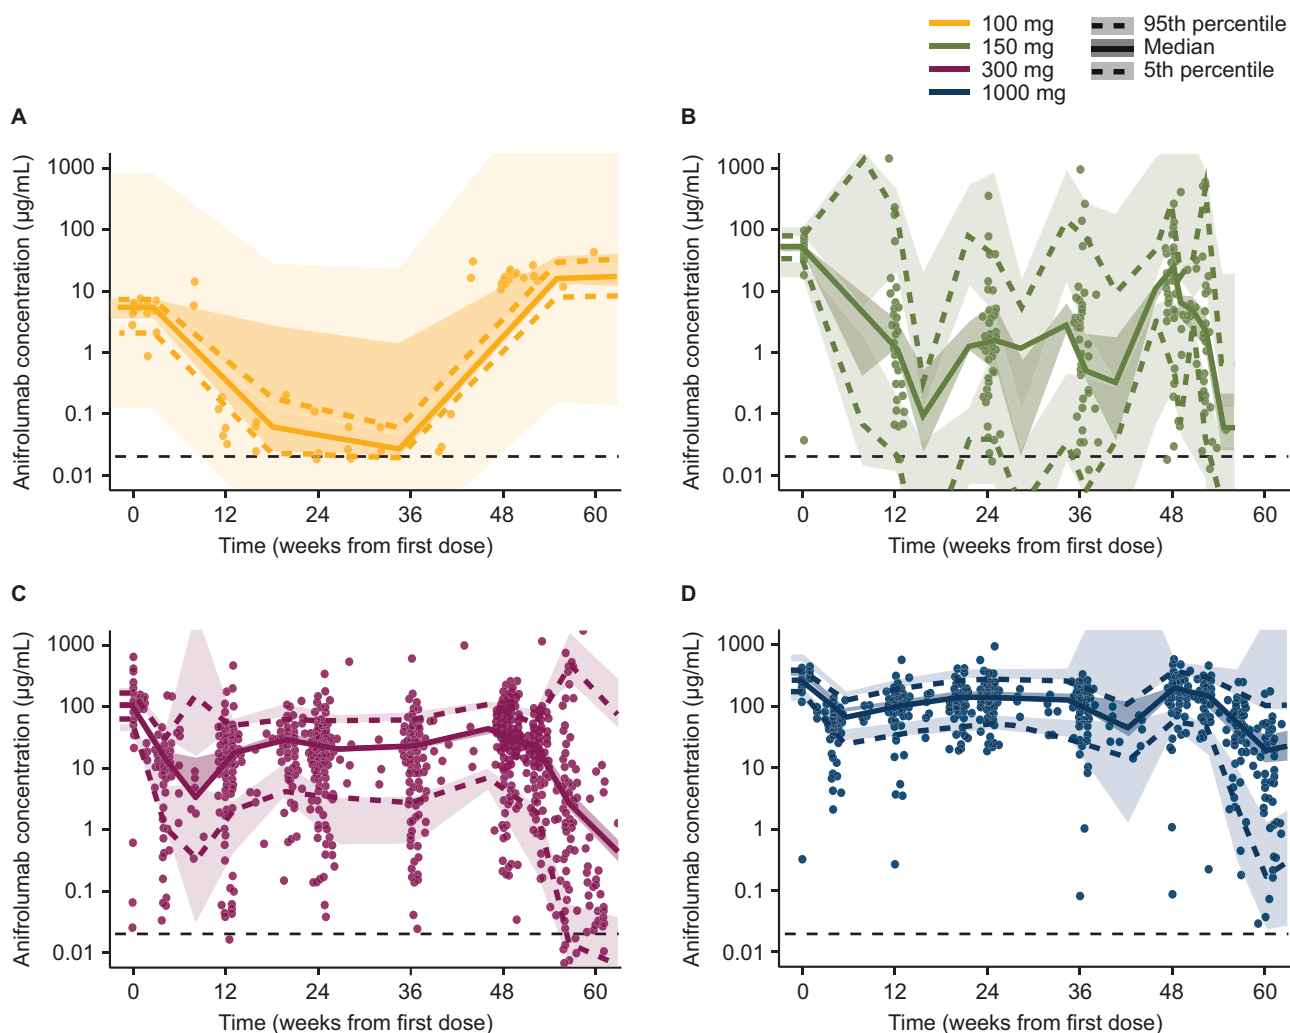 100 mg
150 mg
300 mg
1000 mg
95th percentile
Median
5th percentile
A
Anifrolumab concentration (µg/mL)
1000
100
10
1
0.1
0.01
0 12 24 36 48 60
Time (weeks from first dose)
B
Anifrolumab concentration (µg/mL)
1000
100
10
1
0.1
0.01
0 12 24 36 48 60
Time (weeks from first dose)
C
Anifrolumab concentration (µg/mL)
1000
100
10
1
0.1
0.01
0 12 24 36 48 60
Time (weeks from first dose)
D
Anifrolumab concentration (µg/mL)
1000
100
10
1
0.1
0.01
0 12 24 36 48 60
Time (weeks from first dose)